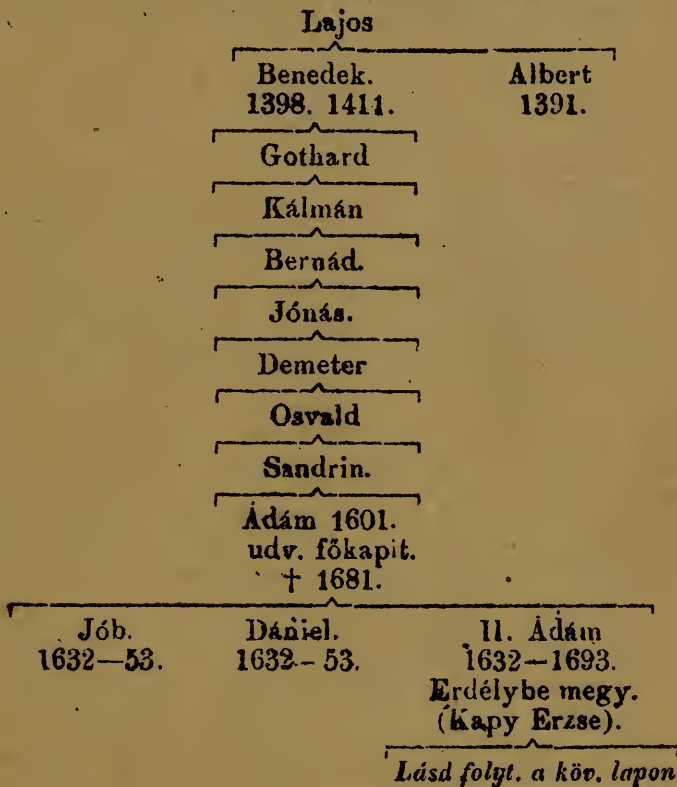 Lajos
Benedek. Albert
1398. 1411. 1391.
Gothard
Kálmán
Bernád.
Jónás.
Demeter
Osvald
Sandrin.
Ádám 1601.
udv. főkapit.
† 1681.
Jób. Dániel. II. Ádám
1632—53. 1632–53. 1632—1693.
Erdélybe megy.
(Kapy Erzse).
Lásd folyt. a köv. lapon